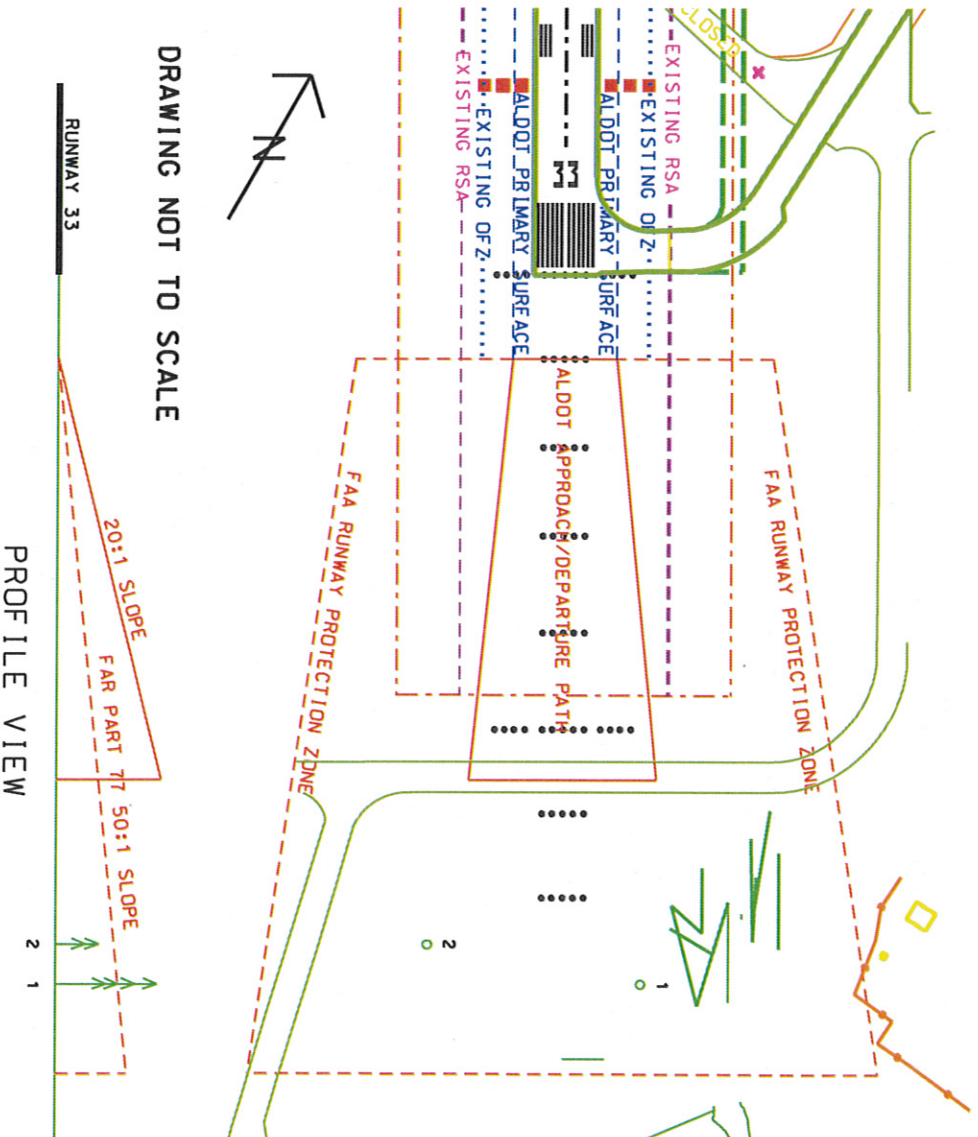 CLOSED
EXISTING RSA
EXISTING OFZ
ALDOT PRIMARY SURFACE
33
ALDOT PRIMARY SURFACE
EXISTING OFZ
EXISTING RSA
FAA RUNWAY PROTECTION ZONE
ALDOT APPROACH/DEPARTURE PATH
FAA RUNWAY PROTECTION ZONE
1
2
N
DRAWING NOT TO SCALE
RUNWAY 33
20:1 SLOPE
FAR PART 77 50:1 SLOPE
2
1
PROFILE VIEW